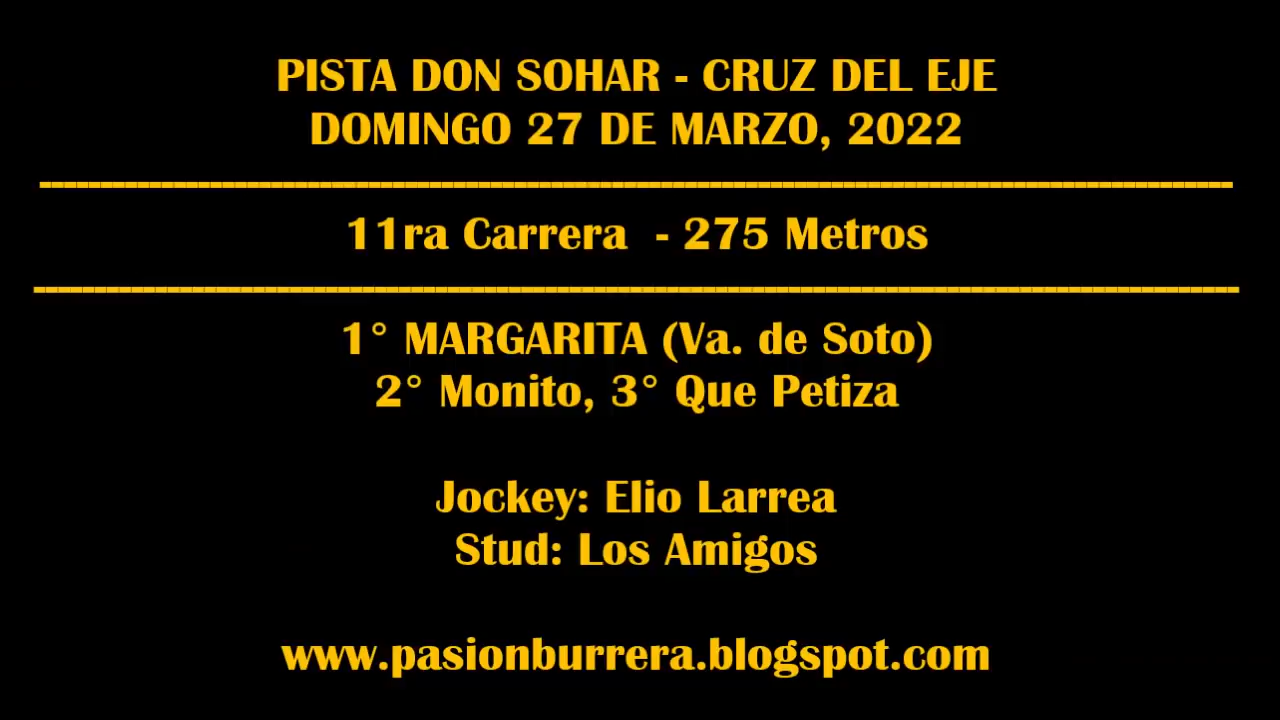 PISTA DON SOHAR - CRUZ DEL EJE
DOMINGO 27 DE MARZO, 2022
11ra Carrera - 275 Metros
1° MARGARITA (Va. de Soto)
2° Monito, 3° Que Petiza
Jockey: Elio Larrea
Stud: Los Amigos
www.pasionburrera.blogspot.com